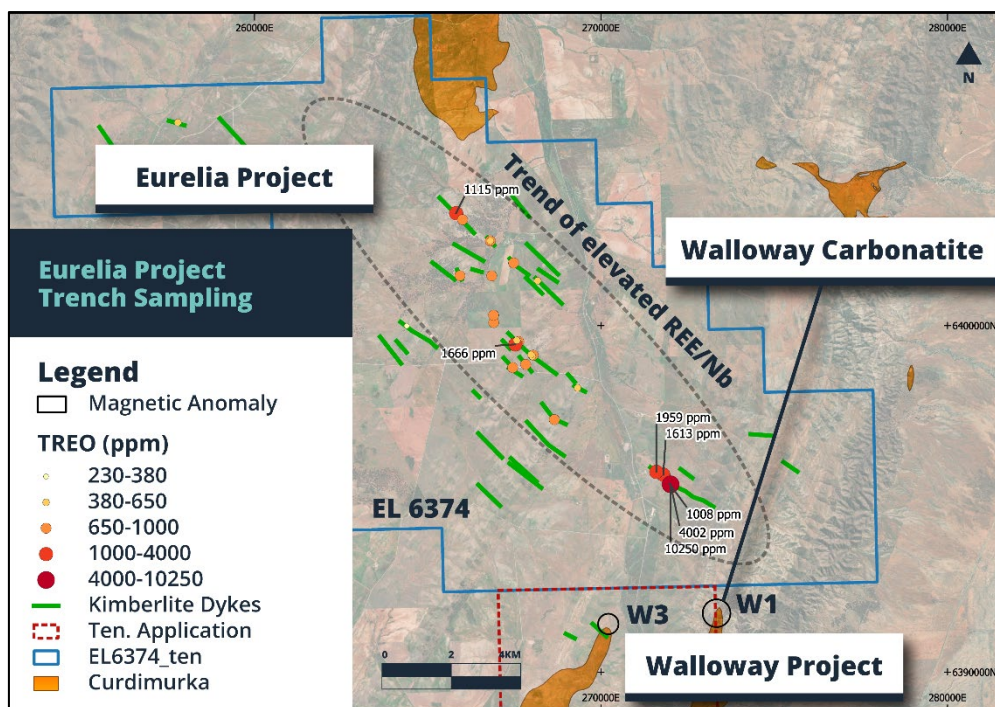 260000E
270000E
280000E
N
Eurelia Project
Trend of elevated REE/Nb
1115 ppm
Walloway Carbonatite
Eurelia Project
Trench Sampling
6400000N
1666 ppm
Legend
Magnetic Anomaly
TREO (ppm)
230-380
380-650
650-1000
1000-4000
4000-10250
Kimberlite Dykes
Ten. Application
EL6374_ten
Curdimurka
1959 ppm
1613 ppm
EL 6374
1008 ppm
4002 ppm
10250 ppm
W3
W1
0 2 4KM
Walloway Project
6390000N
270000E
280000E